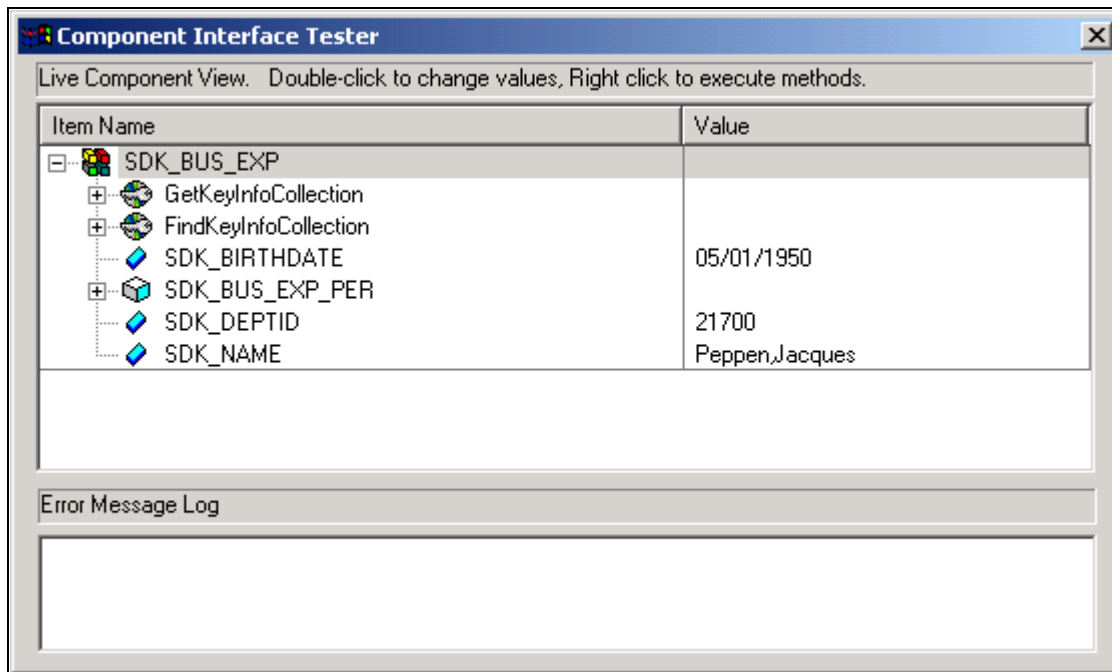 Component Interface Tester
Live Component View. Double-click to change values, Right click to execute methods.
Item Name Value
SDK_BUS_EXP
GetKeyInfoCollection
FindKeyInfoCollection
SDK_BIRTHDATE 05/01/1950
SDK_BUS_EXP_PER
SDK_DEPTID 21700
SDK_NAME Peppen,Jacques
Error Message Log